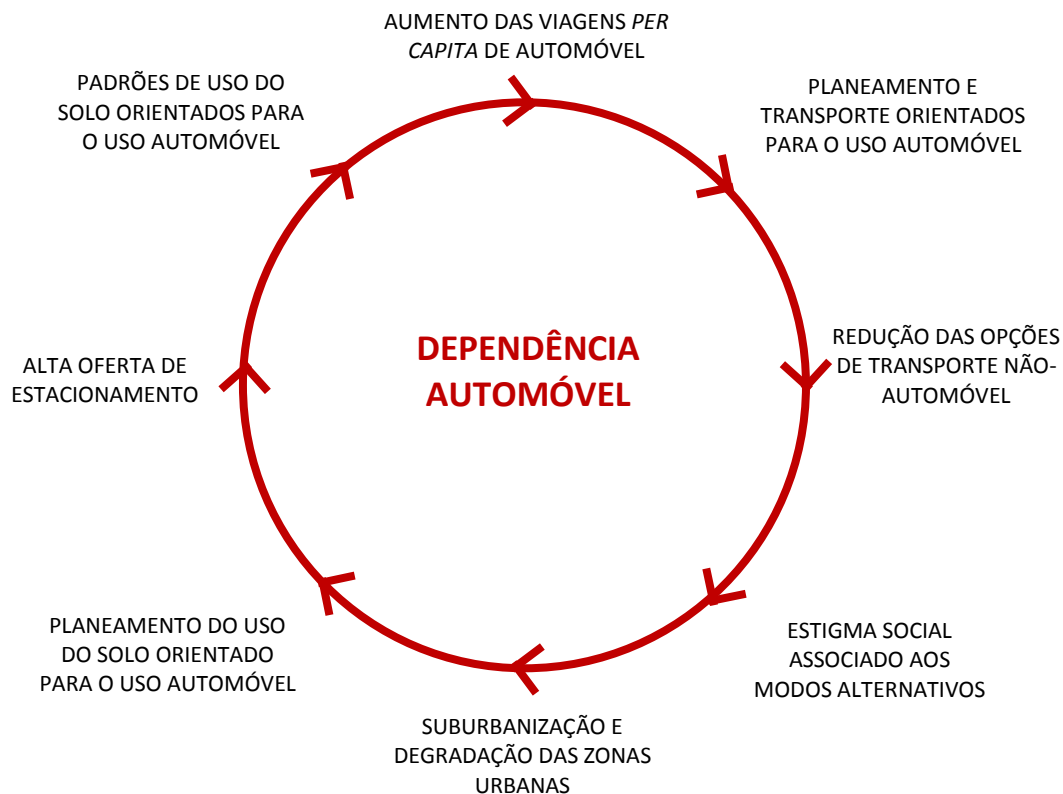 AUMENTO DAS VIAGENS PER
CAPITA DE AUTOMÓVEL
PLANEAMENTO E
TRANSPORTE ORIENTADOS
PARA O USO AUTOMÓVEL
REDUÇÃO DAS OPÇÕES
DE TRANSPORTE NÃO-
AUTOMÓVEL
ESTIGMA SOCIAL
ASSOCIADO AOS
MODOS ALTERNATIVOS
SUBURBANIZAÇÃO E
DEGRADAÇÃO DAS ZONAS
URBANAS
PLANEAMENTO DO USO
DO SOLO ORIENTADO
PARA O USO AUTOMÓVEL
ALTA OFERTA DE
ESTACIONAMENTO
PADRÕES DE USO DO
SOLO ORIENTADOS PARA
O USO AUTOMÓVEL
DEPENDÊNCIA
AUTOMÓVEL